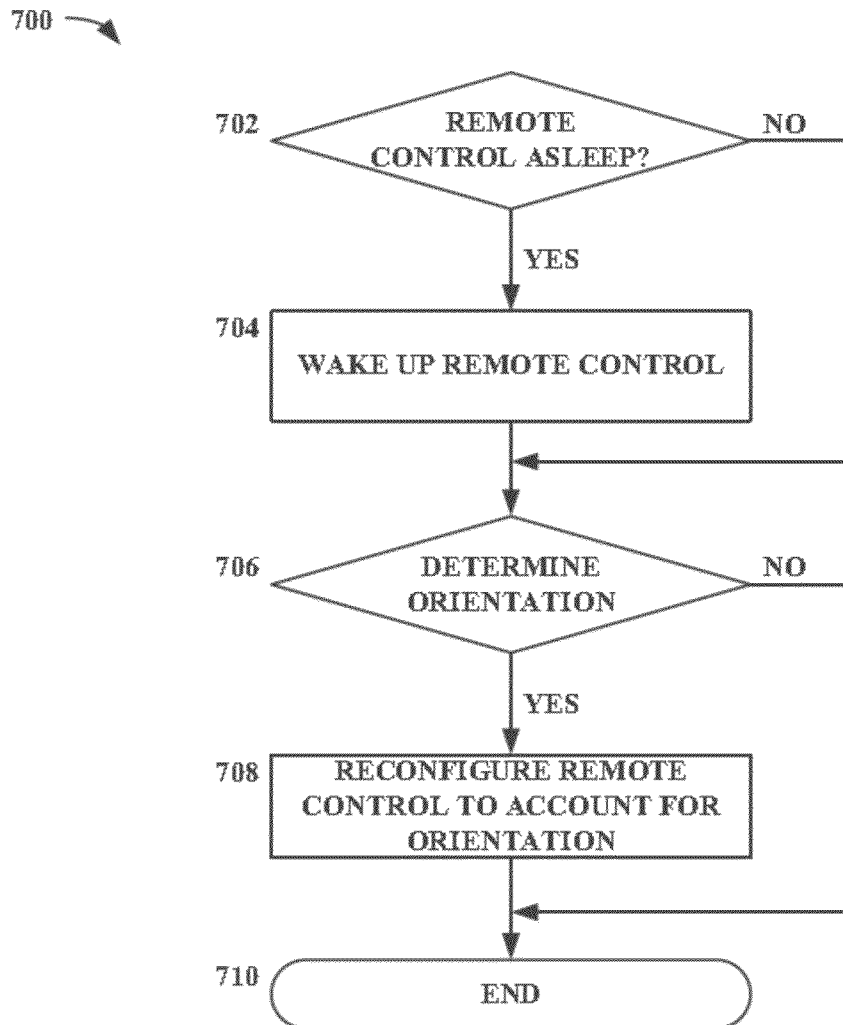 700
702
REMOTE
CONTROL ASLEEP?
NO
YES
704
WAKE UP REMOTE CONTROL
706
DETERMINE
ORIENTATION
NO
YES
708
RECONFIGURE REMOTE
CONTROL TO ACCOUNT FOR
ORIENTATION
710
END